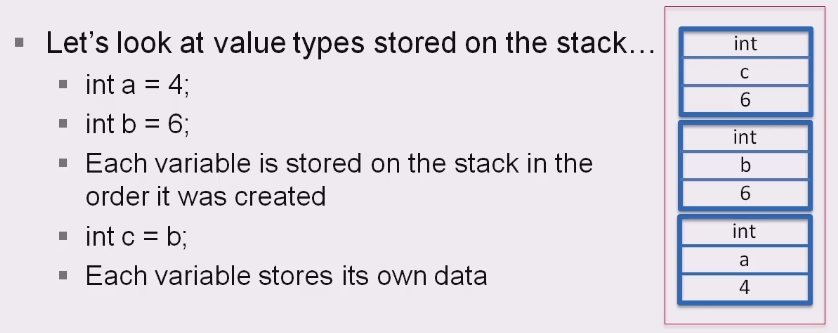 Let's look at value types stored on the stack…
int a = 4;
int b = 6;
Each variable is stored on the stack in the
order it was created
int c = b;
Each variable stores its own data
int
c
6
int
b
6
int
a
4